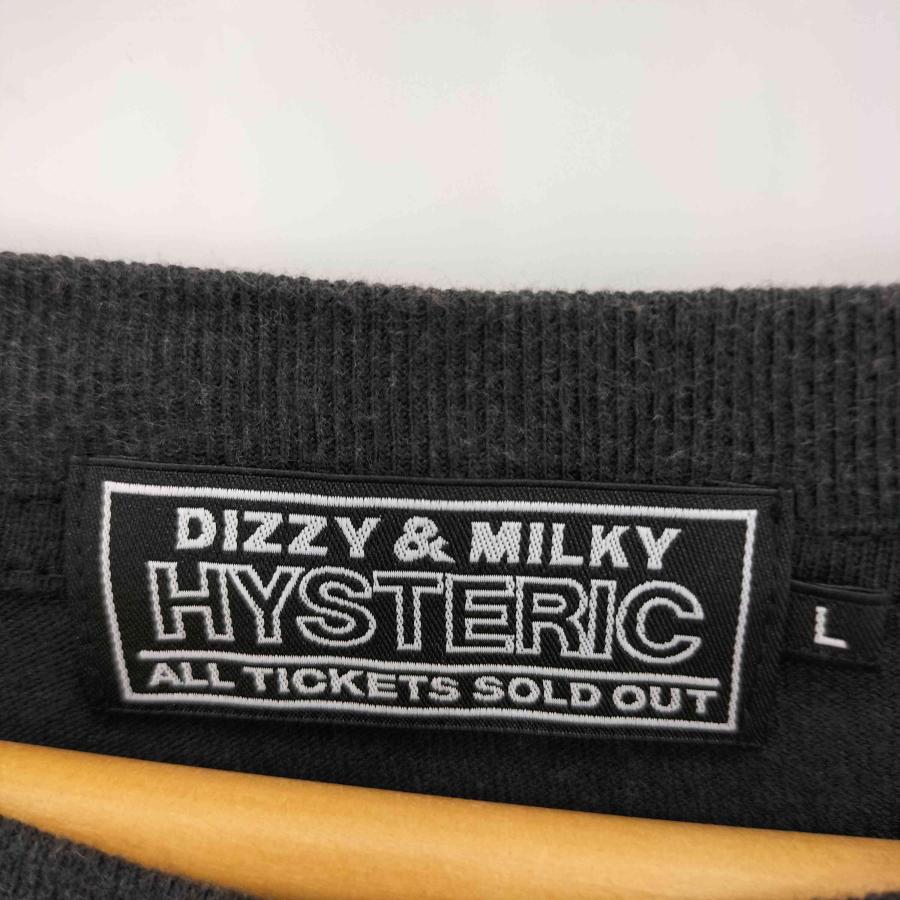 DIZZY & MILKY
HYSTERIC
ALL TICKETS SOLD OUT
L